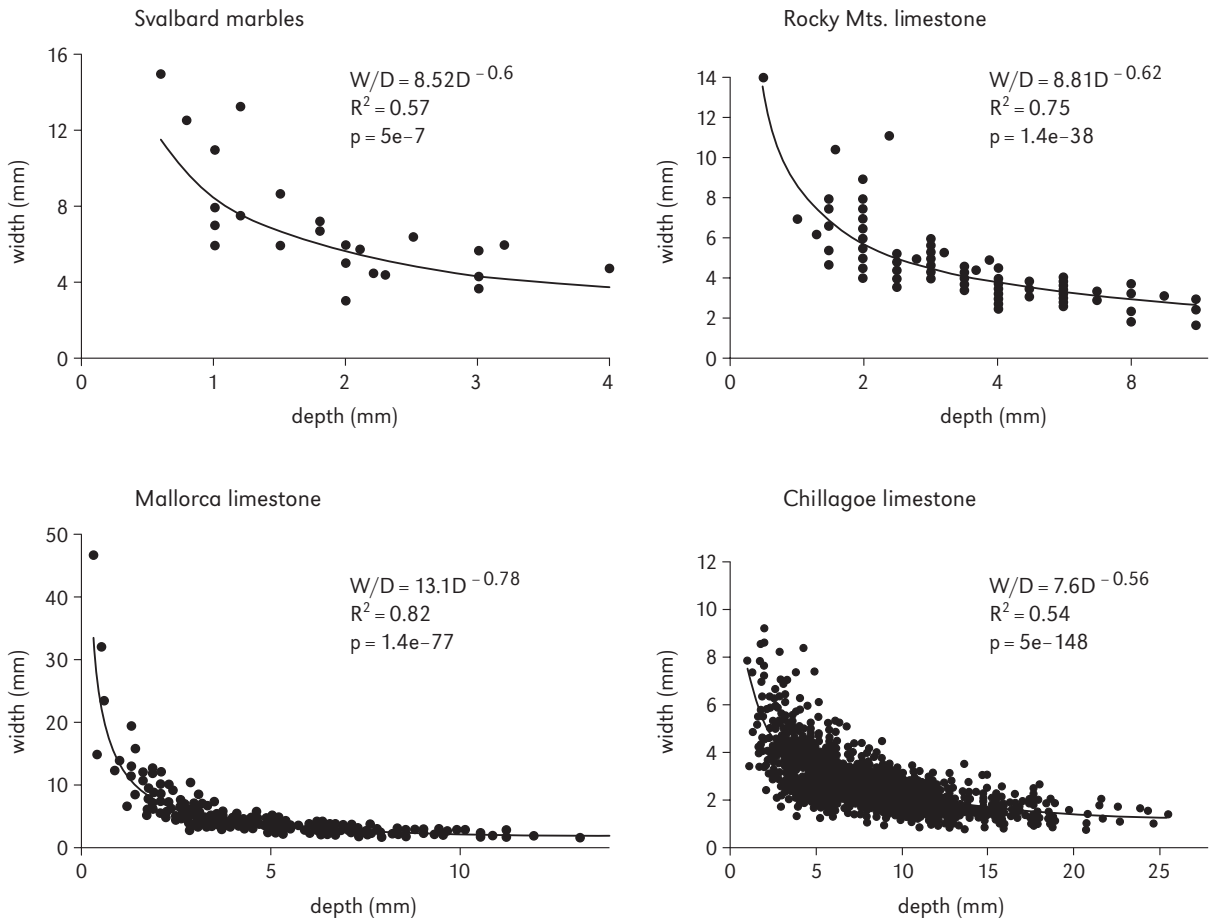 Svalbard marbles
16
12
8
4
0
0
1
2
3
4
width (mm)
depth (mm)
W/D = 8.52D – 0.6
R² = 0.57
p = 5e–7
Rocky Mts. limestone
14
12
10
8
6
4
2
0
0
2
4
8
width (mm)
depth (mm)
W/D = 8.81D – 0.62
R² = 0.75
p = 1.4e–38
Mallorca limestone
50
40
30
20
10
0
0
5
10
width (mm)
depth (mm)
W/D = 13.1D – 0.78
R² = 0.82
p = 1.4e–77
Chillagoe limestone
12
10
8
6
4
2
0
0
5
10
15
20
25
width (mm)
depth (mm)
W/D = 7.6D – 0.56
R² = 0.54
p = 5e–148